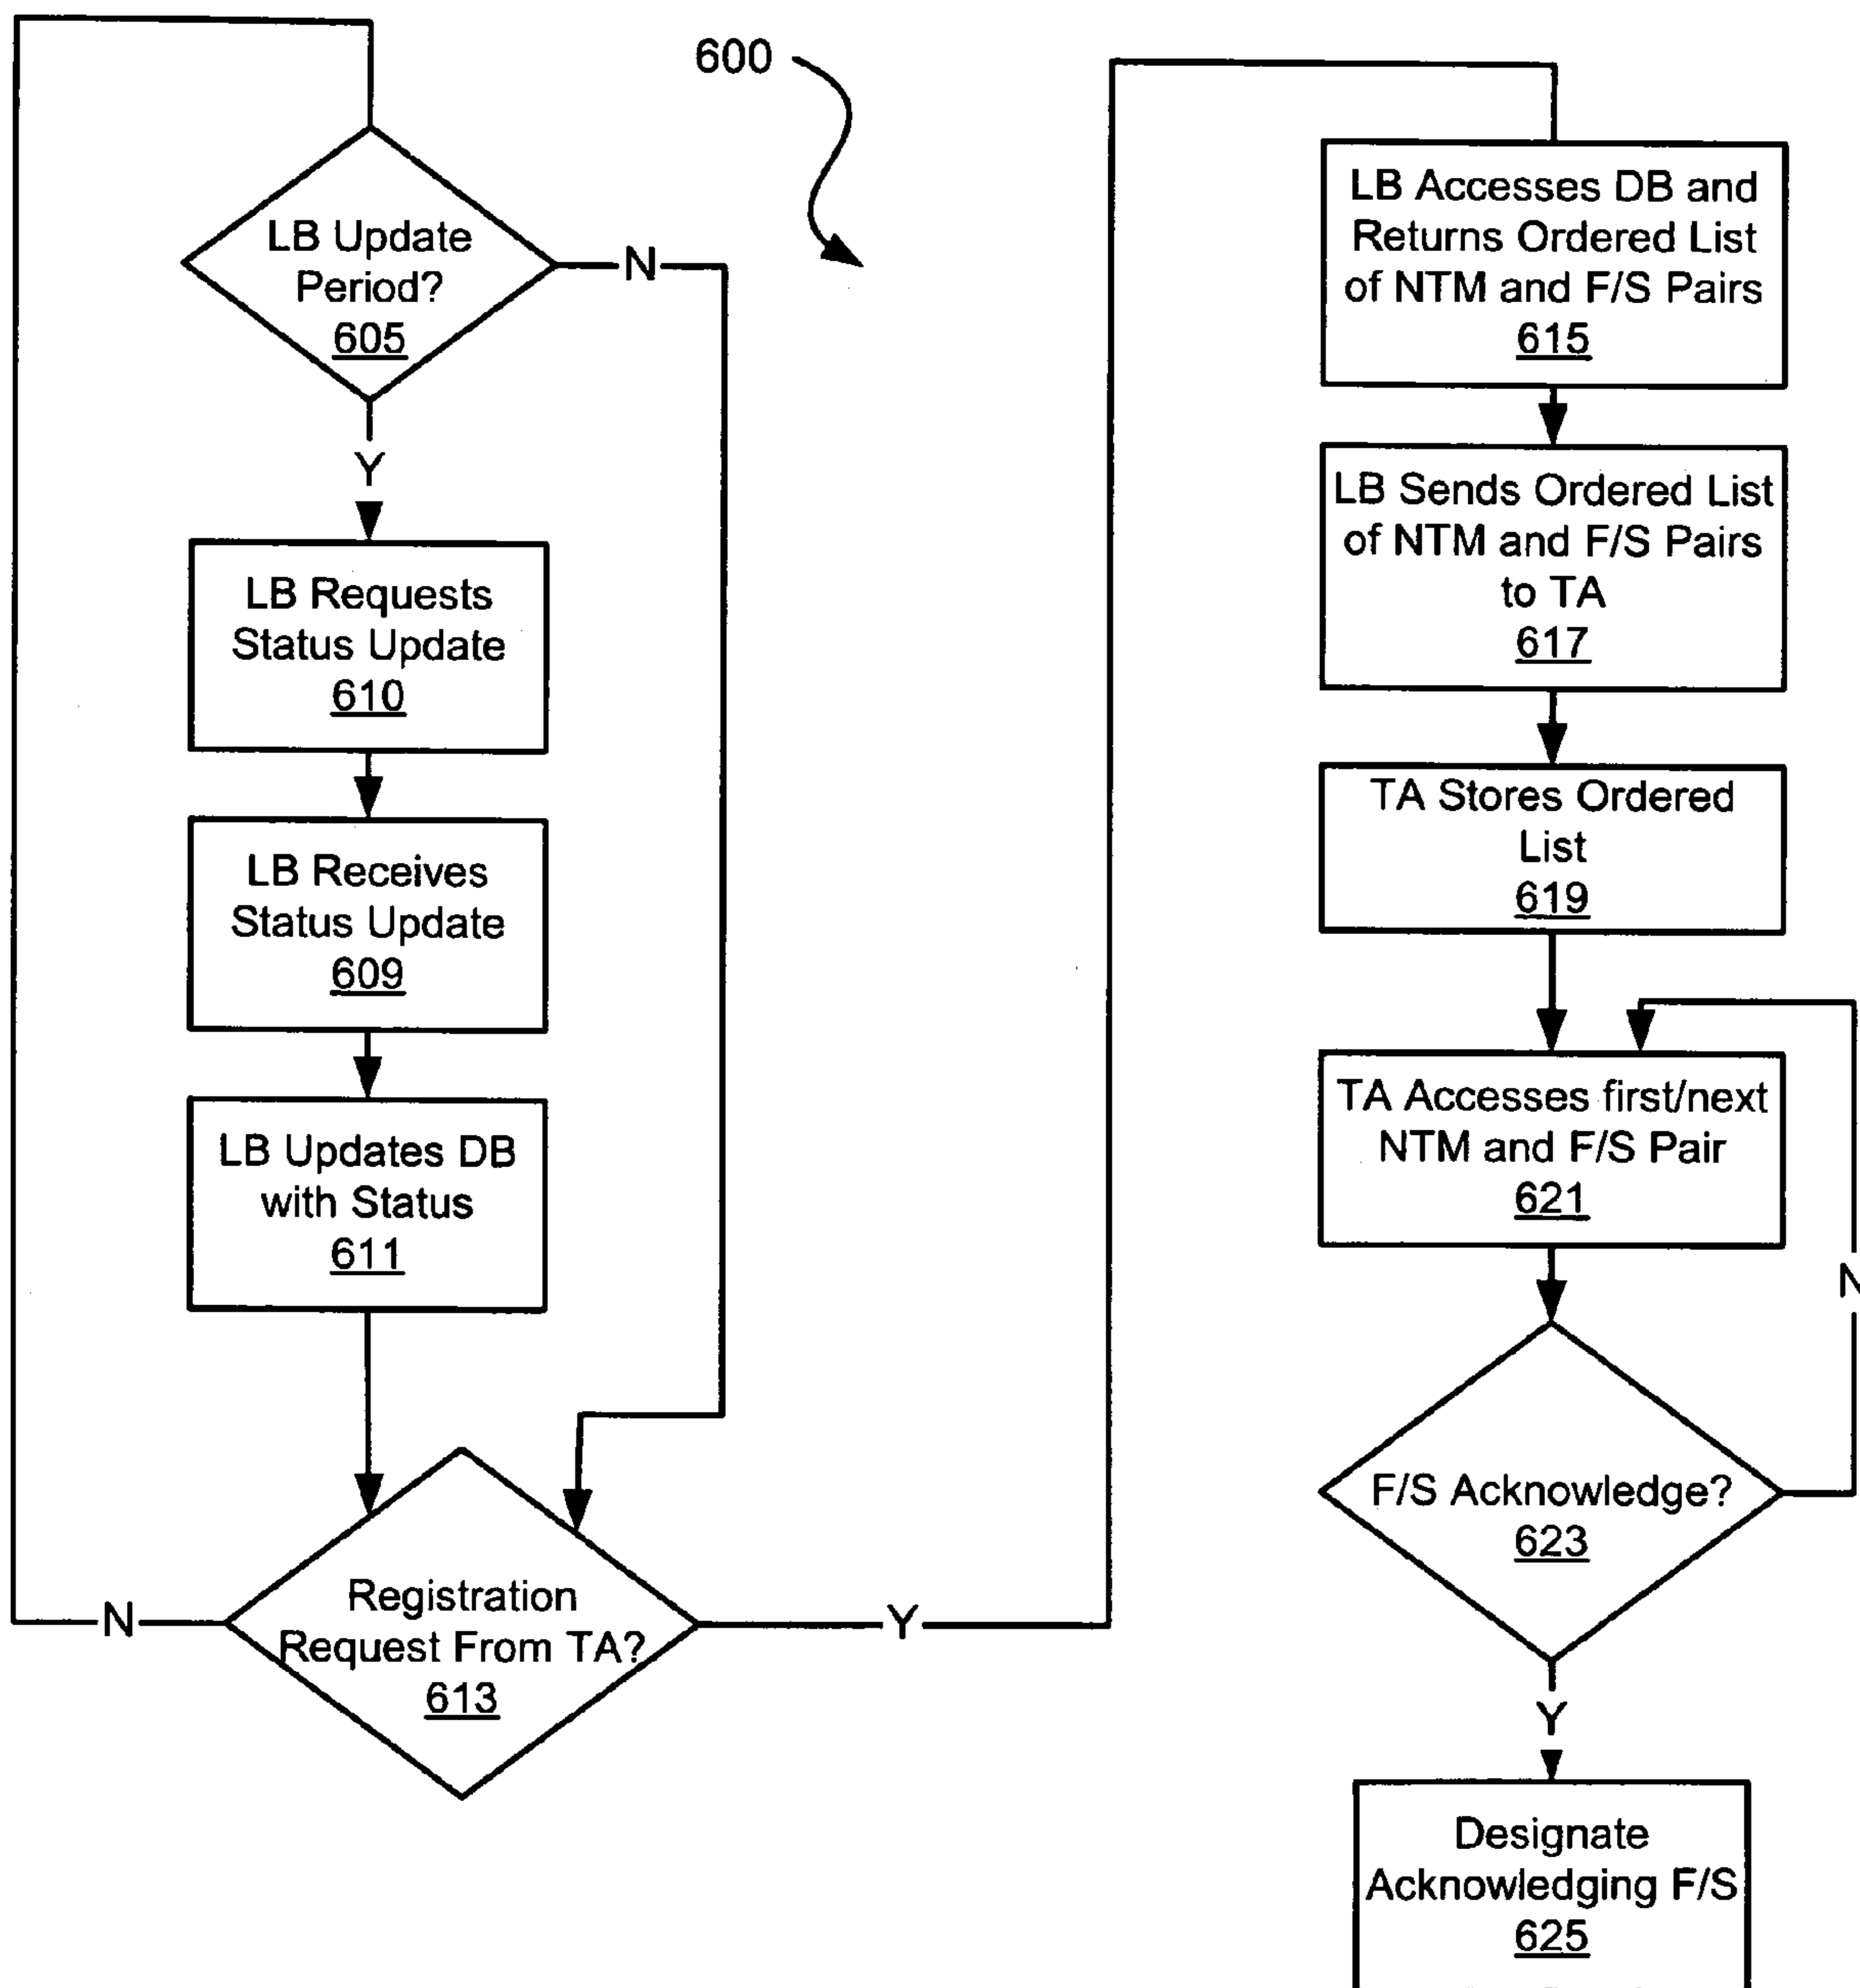 600
LB Update
Period?
605
N
Y
LB Requests
Status Update
610
LB Receives
Status Update
609
LB Updates DB
with Status
611
Registration
Request From TA?
613
N
Y
LB Accesses DB and
Returns Ordered List
of NTM and F/S Pairs
615
LB Sends Ordered List
of NTM and F/S Pairs
to TA
617
TA Stores Ordered
List
619
TA Accesses first/next
NTM and F/S Pair
621
F/S Acknowledge?
623
N
Y
Designate
Acknowledging F/S
625